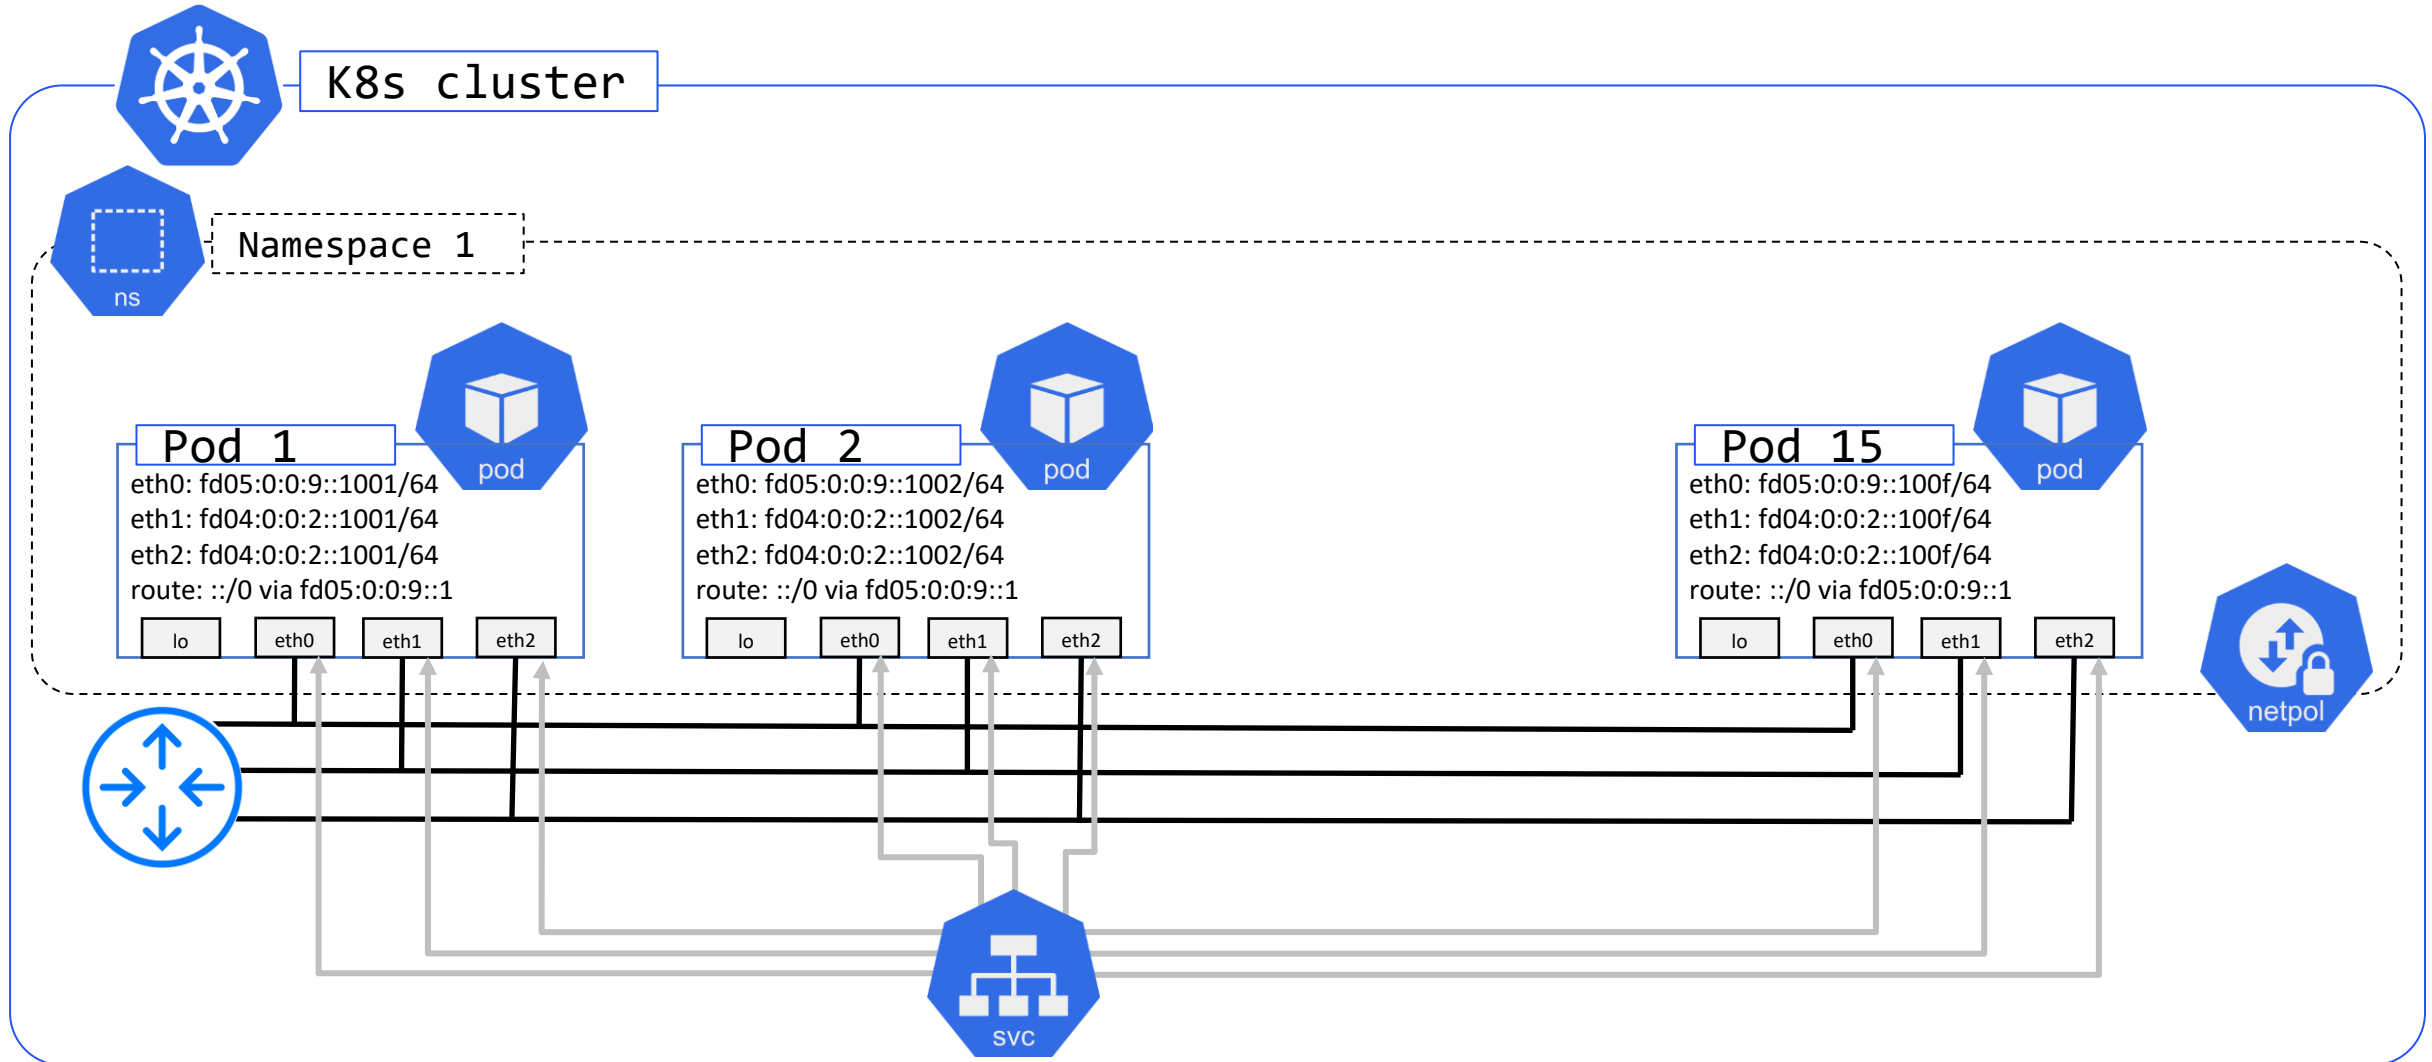 K8s cluster
Namespace 1
ns
Pod 1
pod
eth0: fd05:0:0:9::1001/64
eth1: fd04:0:0:2::1001/64
eth2: fd04:0:0:2::1001/64
route: ::/0 via fd05:0:0:9::1
lo
eth0
eth1
eth2
Pod 2
pod
eth0: fd05:0:0:9::1002/64
eth1: fd04:0:0:2::1002/64
eth2: fd04:0:0:2::1002/64
route: ::/0 via fd05:0:0:9::1
lo
eth0
eth1
eth2
Pod 15
pod
eth0: fd05:0:0:9::100f/64
eth1: fd04:0:0:2::100f/64
eth2: fd04:0:0:2::100f/64
route: ::/0 via fd05:0:0:9::1
lo
eth0
eth1
eth2
netpol
svc